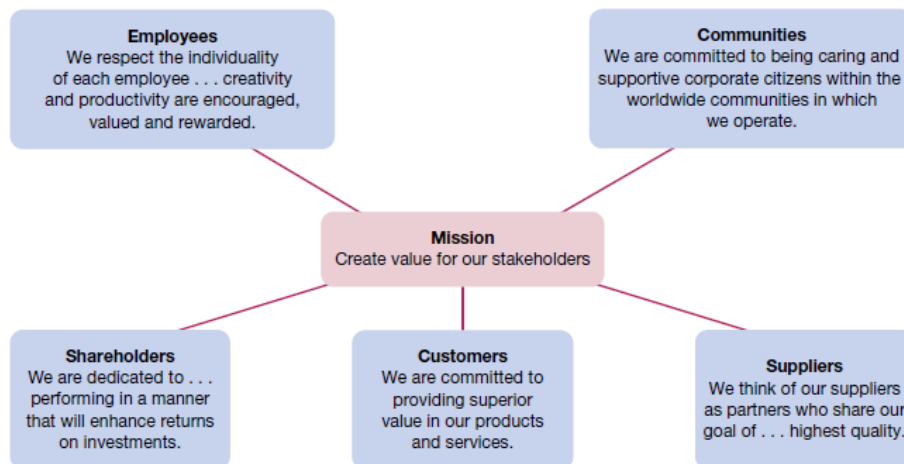 Employees
We respect the individuality
of each employee . . . creativity
and productivity are encouraged,
valued and rewarded.
Communities
We are committed to being caring and
supportive corporate citizens within the
worldwide communities in which
we operate.
Mission
Create value for our stakeholders
Shareholders
We are dedicated to . . .
performing in a manner
that will enhance returns
on investments.
Customers
We are committed to
providing superior
value in our products
and services.
Suppliers
We think of our suppliers
as partners who share our
goal of . . . highest quality.